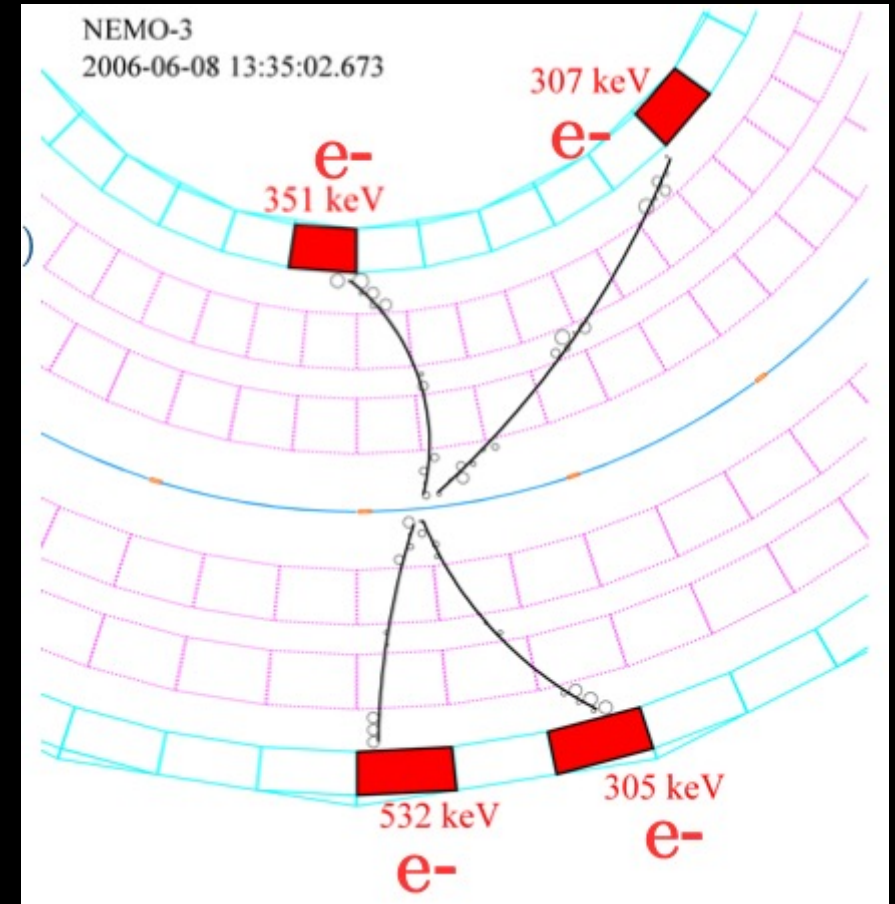 NEMO-3
2006-06-08 13:35:02.673
307 keV
e-
e-
351 keV
)
532 keV
e-
305 keV
e-